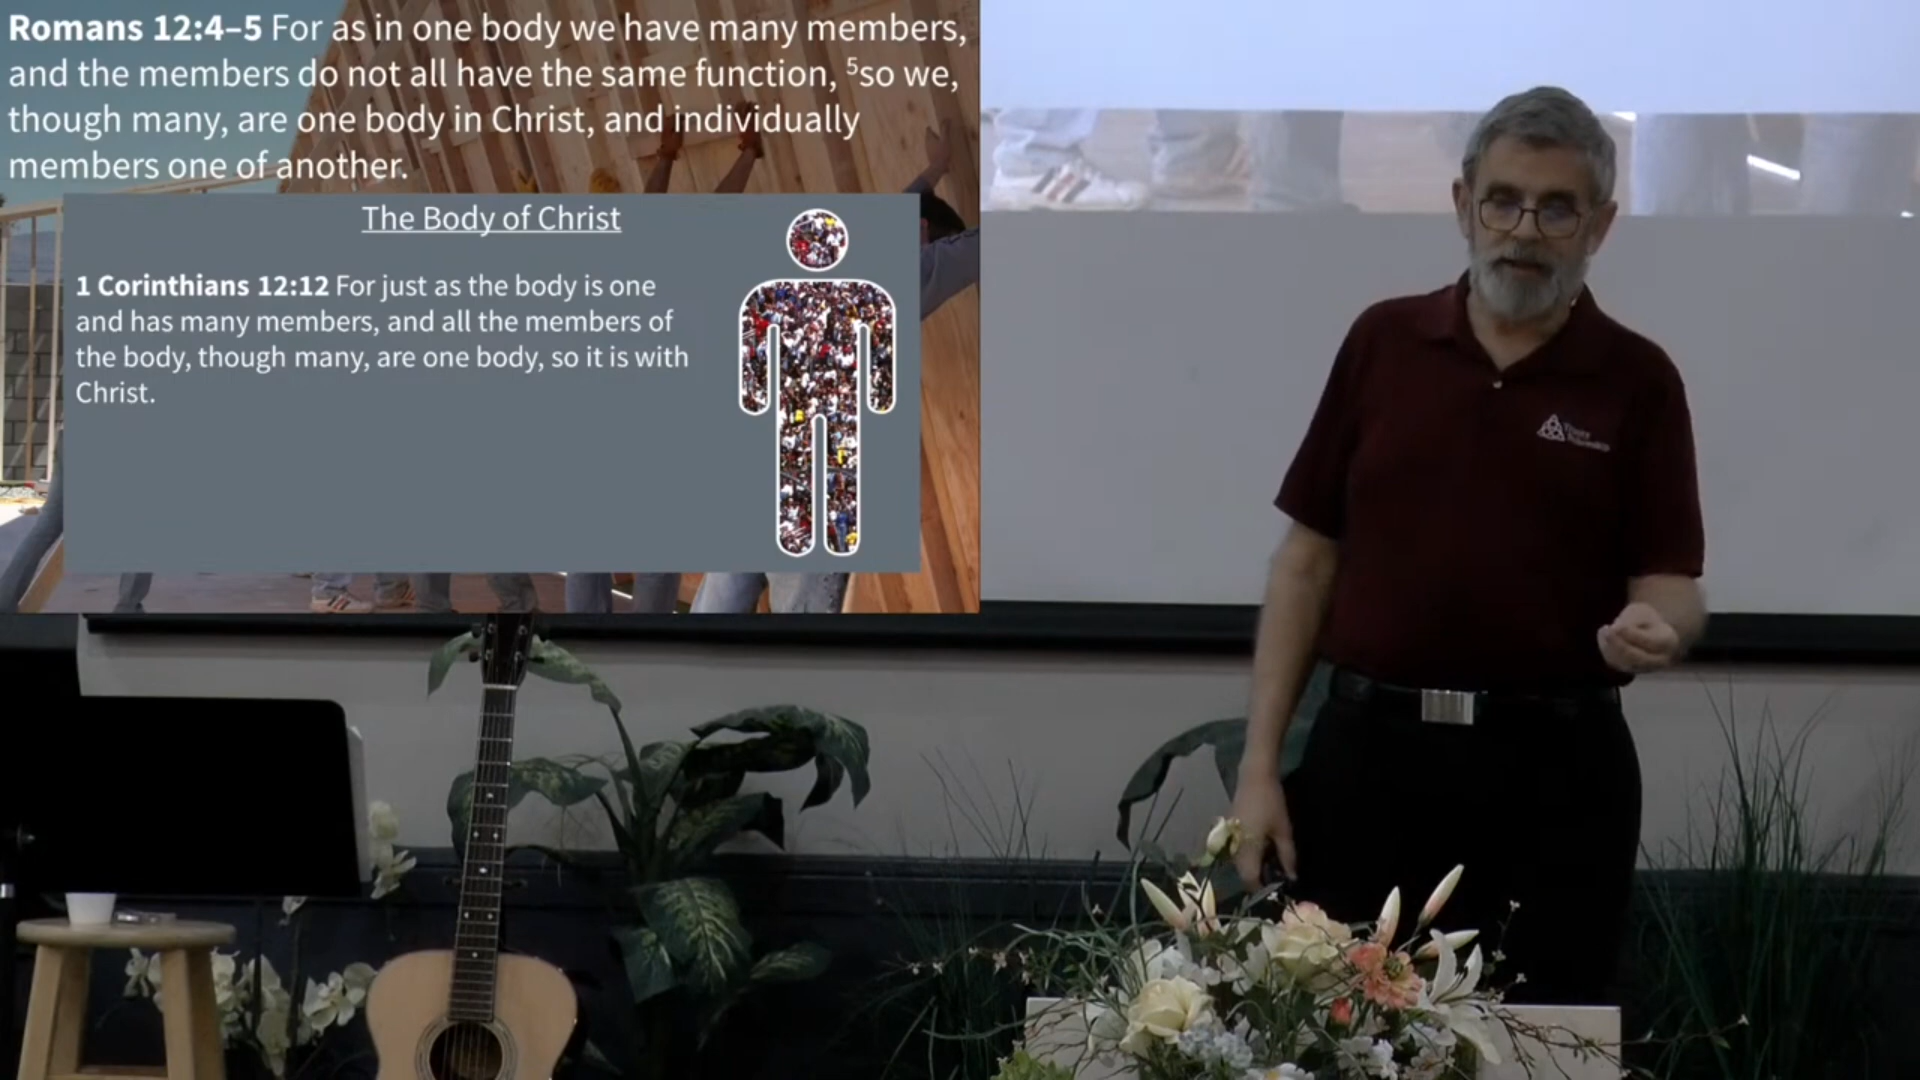 Romans 12:4–5 For as in one body we have many members,
and the members do not all have the same function, ⁵so we,
though many, are one body in Christ, and individually
members one of another.
The Body of Christ
1 Corinthians 12:12 For just as the body is one
and has many members, and all the members of
the body, though many, are one body, so it is with
Christ.